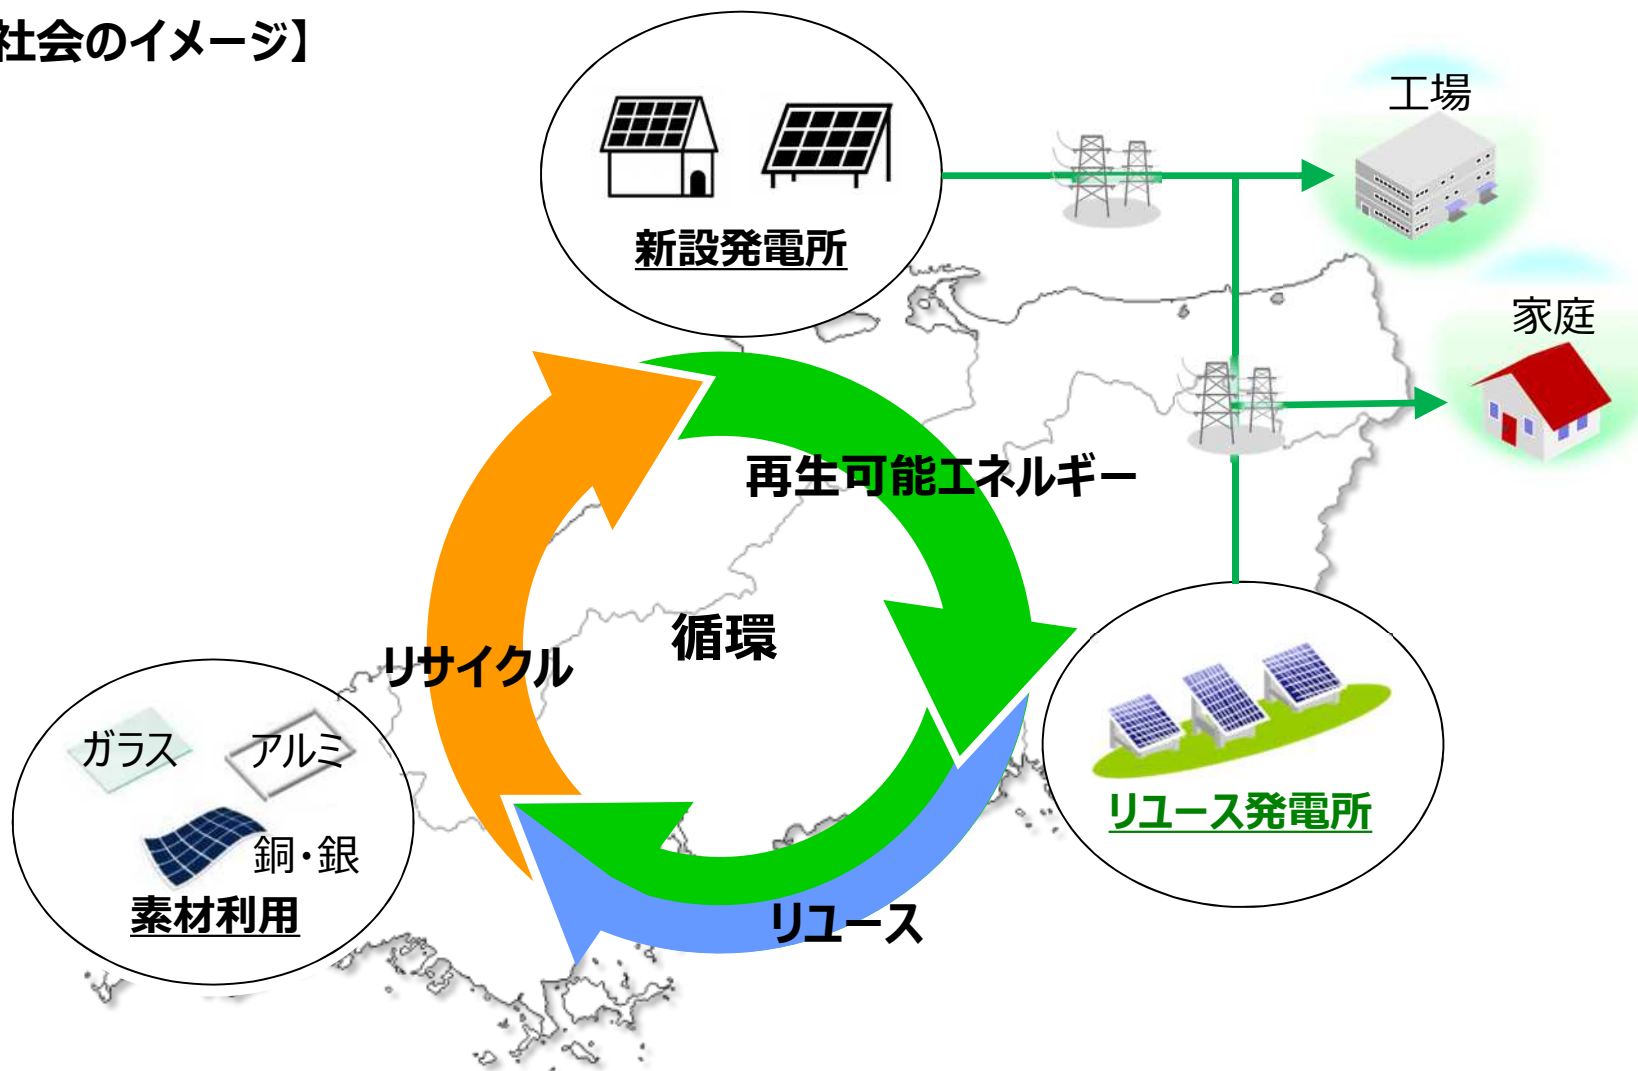 社会のイメージ】
工場
新設発電所
家庭
再生可能エネルギー
循環
リサイクル
ガラス
アルミ
銅・銀
素材利用
リユース発電所
リユース